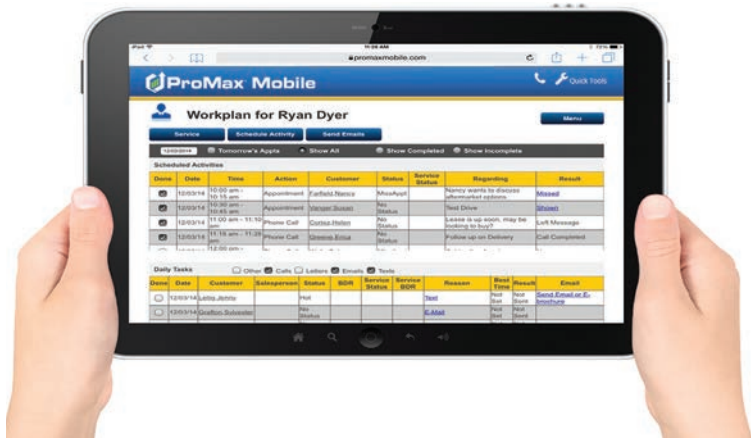 iPad
11:09 AM
72%
promaxmobile.com
ProMax Mobile
Quick Tools
Workplan for Ryan Dyer
Menu
Service Schedule Activity Send Emails
12/03/2014 Tomorrow's Appts Show All Show Completed Show Incomplete
Scheduled Activities
Done Date Time Action Customer Status Service Status Regarding Result
12/03/14 10:00 am - 10:15 am Appointment Farfield,Nancy MissAppt Nancy wants to discuss aftermarket options Missed
12/03/14 10:30 am - 10:45 am Appointment Vanger,Susan No Status Test Drive Shown
12/03/14 11:00 am - 11:10 am Phone Call Cortez,Helen No Status Lease is up soon, may be looking to buy? Left Message
12/03/14 11:15 am - 11:20 am Phone Call Greeve,Erica No Status Follow up on Delivery Call Completed
12:00 pm -
Daily Tasks Other Calls Letters Emails Texts
Done Date Customer Salesperson Status BDR Service Status Service BDR Reason Best Time Result Email
12/03/14 Jenny Hot Text Not Set Not Sent Send Email or E-brochure
12/03/14 Grafton,Sylvester No Status E-Mail Not Set Not Sent